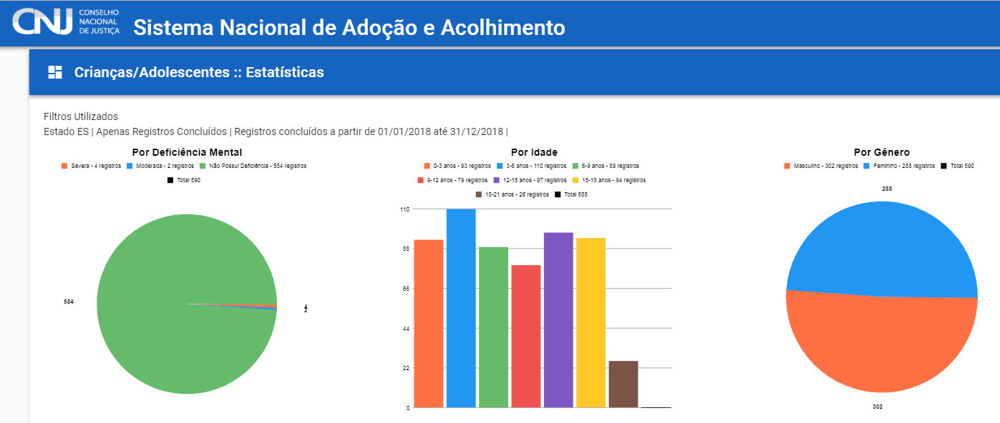 CNJ
CONSELHO
NACIONAL
DE JUSTIÇA
Sistema Nacional de Adoção e Acolhimento
Crianças/Adolescentes :: Estatísticas
Filtros Utilizados
Estado ES | Apenas Registros Concluídos | Registros concluídos a partir de 01/01/2018 até 31/12/2018 |
Por Deficiência Mental
Severa - 4 registros Moderada - 2 registros Não Possui Deficiência - 584 registros
Total 590
584
4
2
Por Idade
0-3 anos - 93 registros 3-6 anos - 110 registros 6-9 anos - 89 registros
9-12 anos - 79 registros 12-15 anos - 97 registros 15-18 anos - 94 registros
18-21 anos - 26 registros Total 588
110
88
66
44
22
0
Por Gênero
Masculino - 302 registros Feminino - 288 registros Total 590
288
302